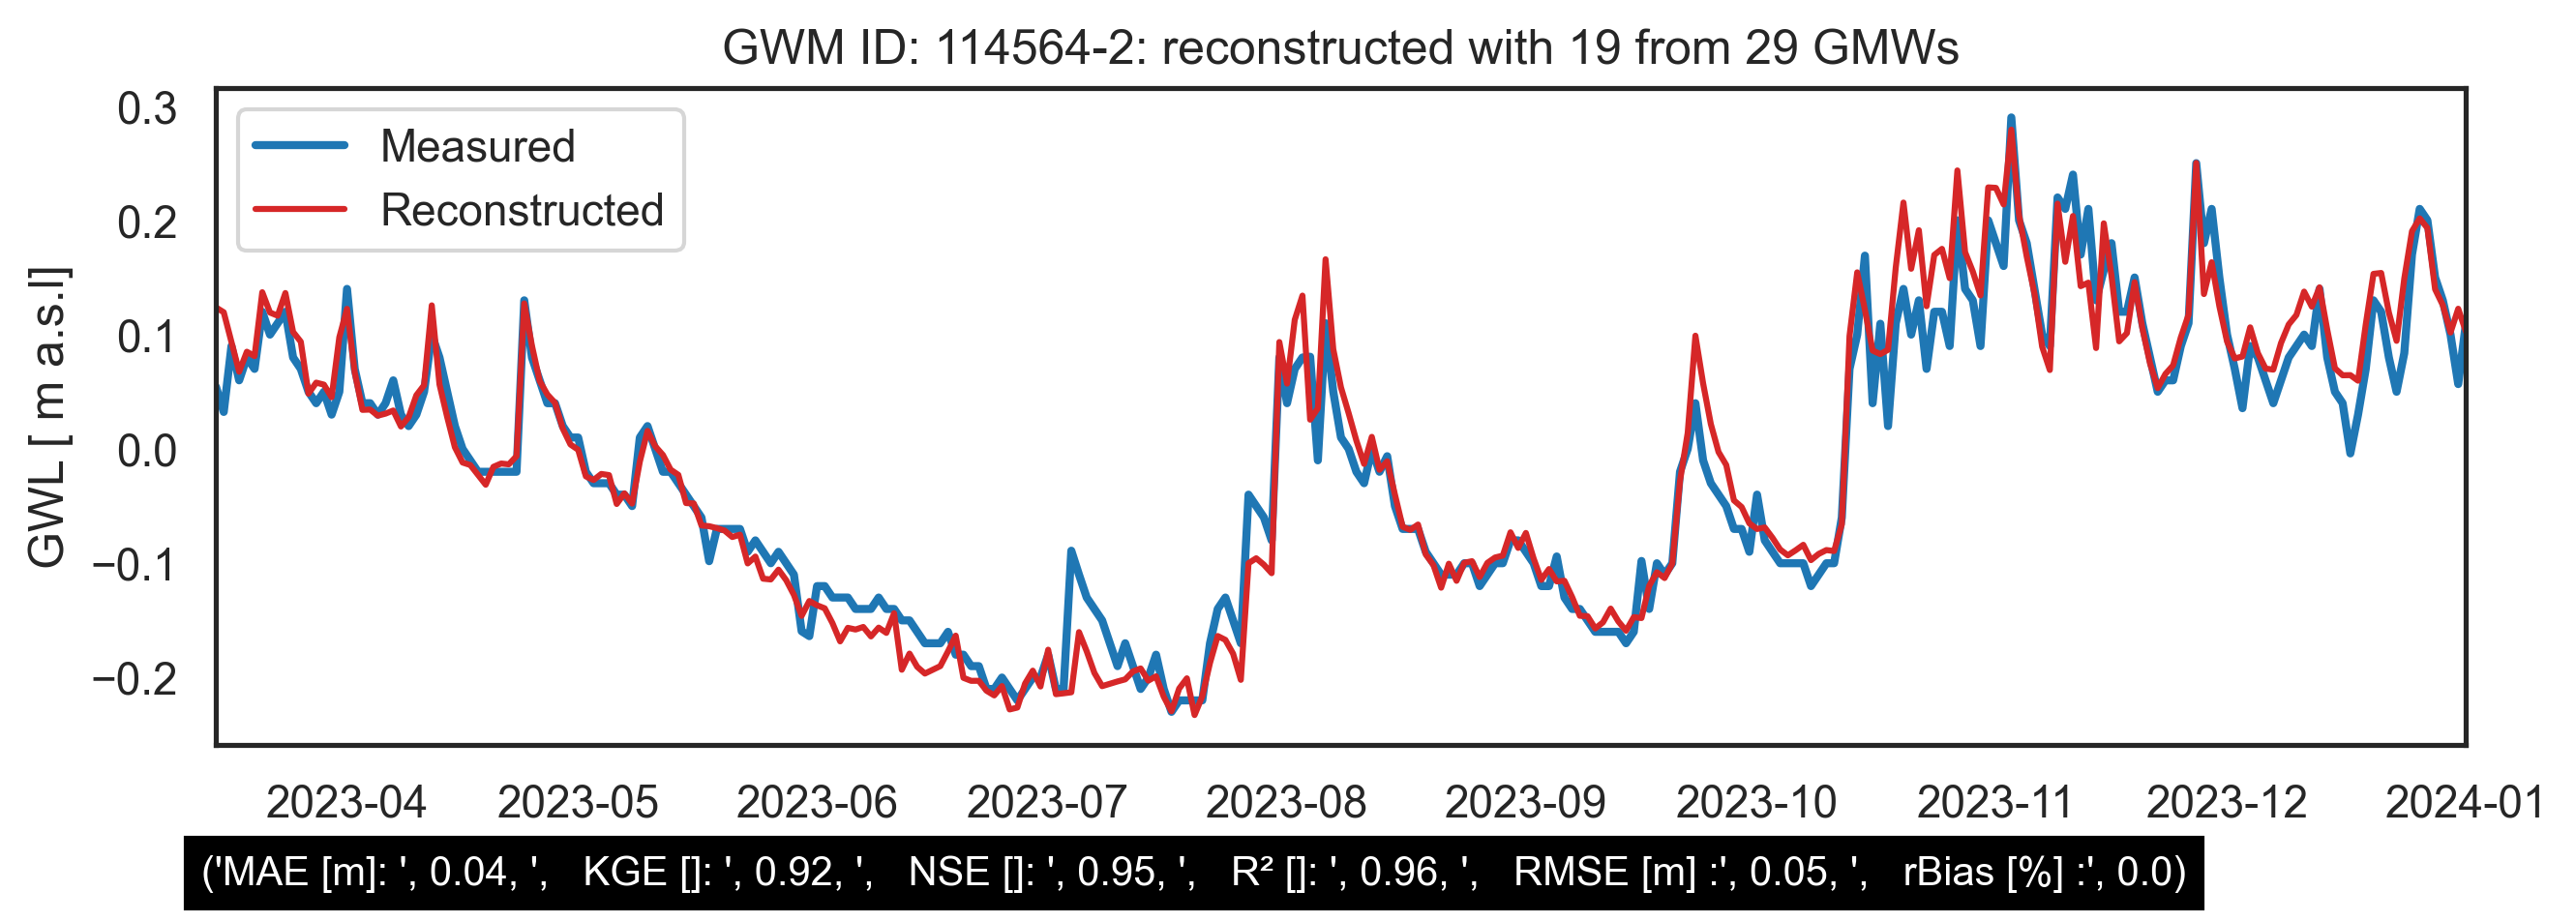 GWM ID: 114564-2: reconstructed with 19 from 29 GMWs
Measured
Reconstructed
GWL [ m a.s.l]
0.3
0.2
0.1
0.0
−0.1
−0.2
2023-04 2023-05 2023-06 2023-07 2023-08 2023-09 2023-10 2023-11 2023-12 2024-01
('MAE [m]: ', 0.04, ',   KGE []: ', 0.92, ',   NSE []: ', 0.95, ',   R² []: ', 0.96, ',   RMSE [m] :', 0.05, ',   rBias [%] :', 0.0)